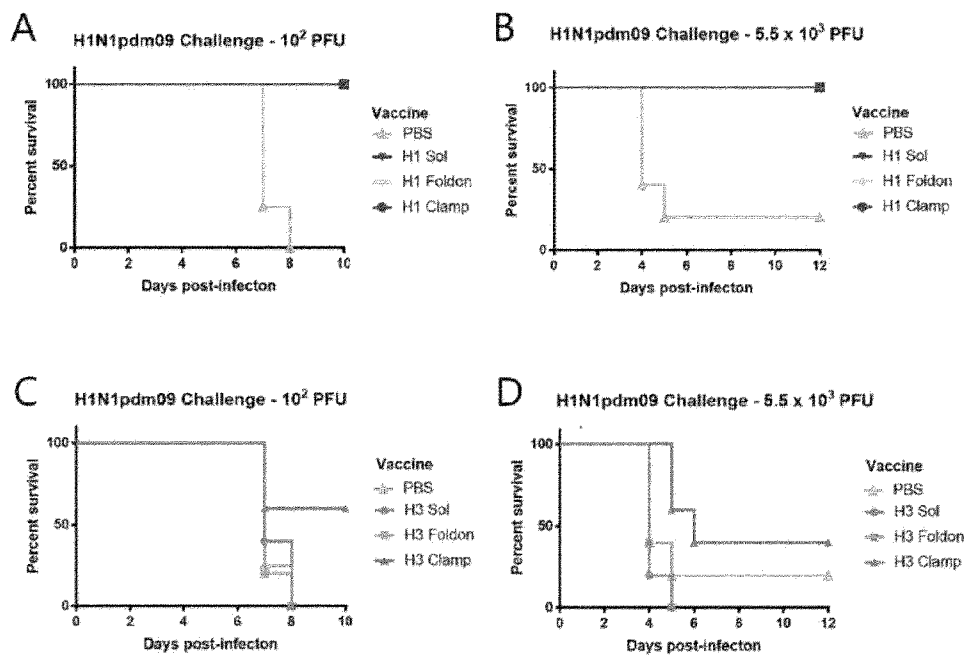 A
H1N1pdm09 Challenge - 10² PFU
Percent survival
100
50
0
0 2 4 6 8 10
Days post-infecton
Vaccine
PBS
H1 Sol
H1 Foldon
H1 Clamp
B
H1N1pdm09 Challenge - 5.5 x 10³ PFU
Percent survival
100
50
0
0 2 4 6 8 10 12
Days post-infecton
Vaccine
PBS
H1 Sol
H1 Foldon
H1 Clamp
C
H1N1pdm09 Challenge - 10² PFU
Percent survival
100
50
0
0 2 4 6 8 10
Days post-infecton
Vaccine
PBS
H3 Sol
H3 Foldon
H3 Clamp
D
H1N1pdm09 Challenge - 5.5 x 10³ PFU
Percent survival
100
50
0
0 2 4 6 8 10 12
Days post-infecton
Vaccine
PBS
H3 Sol
H3 Foldon
H3 Clamp